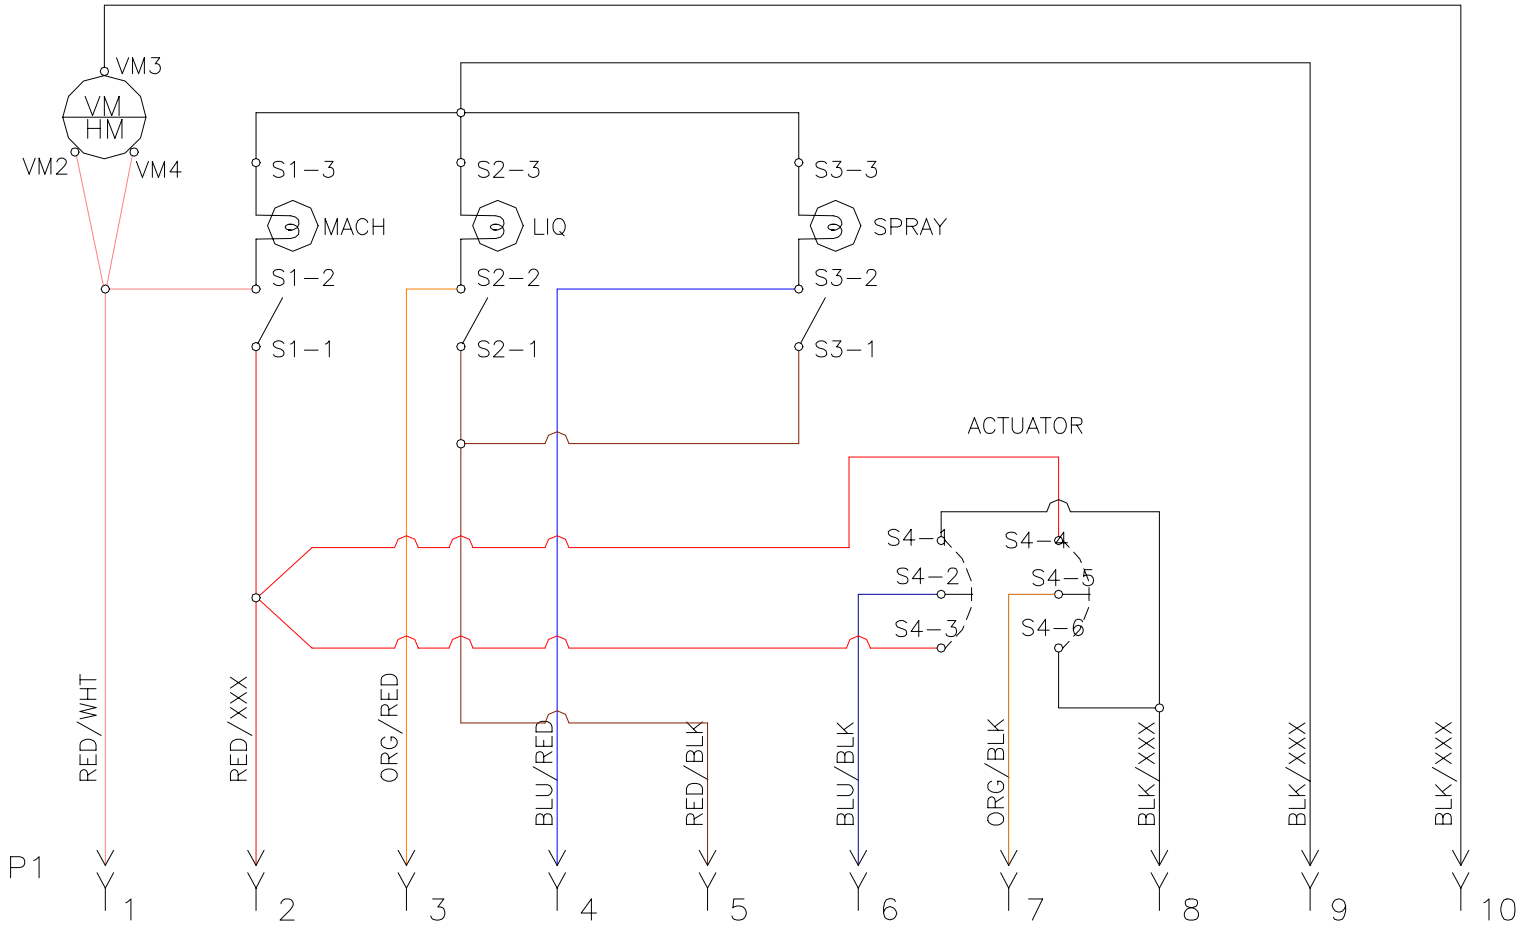 VM3
VM
HM
VM2
VM4
S1-3
S2-3
S3-3
MACH
LIQ
SPRAY
S1-2
S2-2
S3-2
S1-1
S2-1
S3-1
ACTUATOR
S4-1
S4-4
S4-2
S4-5
S4-3
S4-6
RED/WHT
RED/XXX
ORG/RED
BLU/RED
RED/BLK
BLU/BLK
ORG/BLK
BLK/XXX
BLK/XXX
BLK/XXX
P1
1
2
3
4
5
6
7
8
9
10